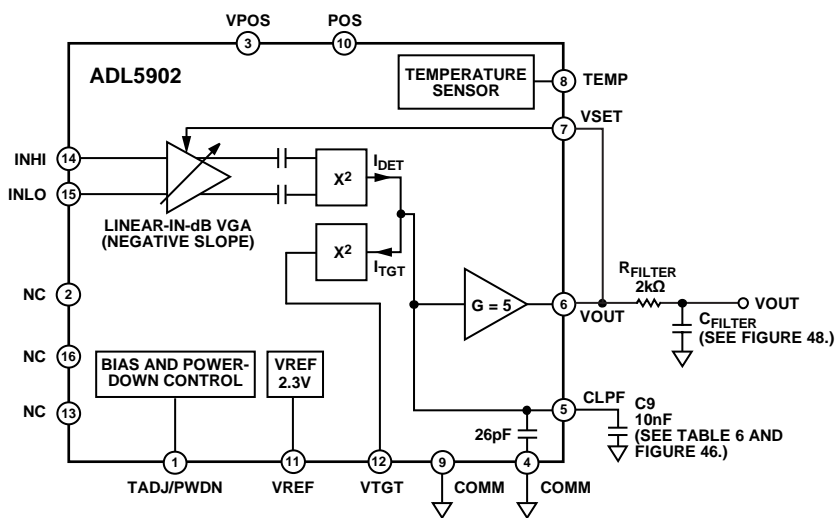 VPOS
POS
3
10
ADL5902
TEMPERATURE
SENSOR
8
TEMP
VSET
7
INHI
14
INLO
15
X2
IDET
LINEAR-IN-dB VGA
(NEGATIVE SLOPE)
X2
ITGT
NC
2
G = 5
6
VOUT
RFILTER
2kΩ
VOUT
CFILTER
(SEE FIGURE 48.)
NC
16
BIAS AND POWER-
DOWN CONTROL
VREF
2.3V
NC
13
26pF
5
CLPF
C9
10nF
(SEE TABLE 6 AND
FIGURE 46.)
1
11
12
9
4
TADJ/PWDN
VREF
VTGT
COMM
COMM